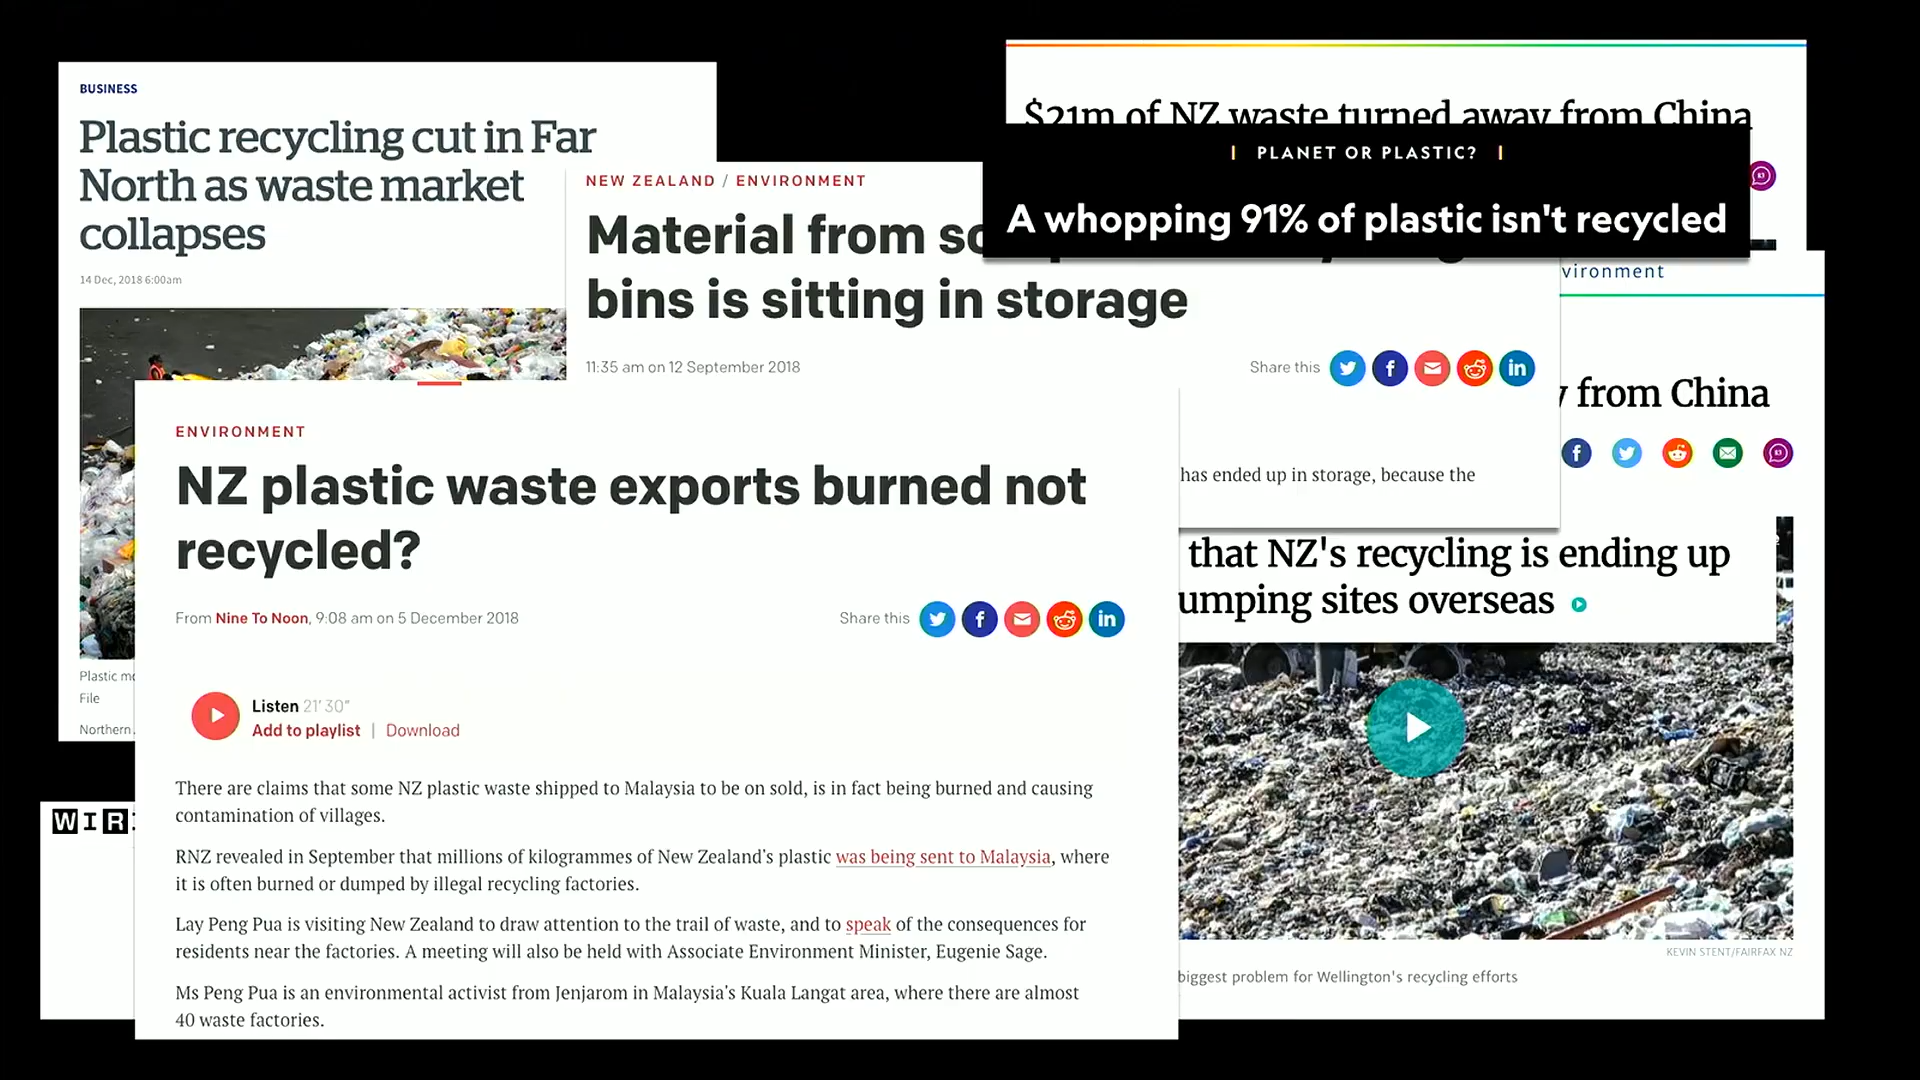 BUSINESS
Plastic recycling cut in Far
North as waste market
collapses
14 Dec, 2018 6:00am
Plastic
File
Northern
$21m of NZ waste turned away from China
PLANET OR PLASTIC?
A whopping 91% of plastic isn't recycled
NEW ZEALAND / ENVIRONMENT
Material from
bins is sitting in storage
11:35 am on 12 September 2018
Share this
has ended up in storage, because the
vironment
from China
that NZ's recycling is ending up
umping sites overseas
KEVIN STENT/FAIRFAX NZ
biggest problem for Wellington's recycling efforts
ENVIRONMENT
NZ plastic waste exports burned not
recycled?
From Nine To Noon, 9:08 am on 5 December 2018
Share this
Listen 21′ 30″
Add to playlist | Download
There are claims that some NZ plastic waste shipped to Malaysia to be on sold, is in fact being burned and causing
contamination of villages.
RNZ revealed in September that millions of kilogrammes of New Zealand's plastic was being sent to Malaysia, where
it is often burned or dumped by illegal recycling factories.
Lay Peng Pua is visiting New Zealand to draw attention to the trail of waste, and to speak of the consequences for
residents near the factories. A meeting will also be held with Associate Environment Minister, Eugenie Sage.
Ms Peng Pua is an environmental activist from Jenjarom in Malaysia's Kuala Langat area, where there are almost
40 waste factories.
WIR